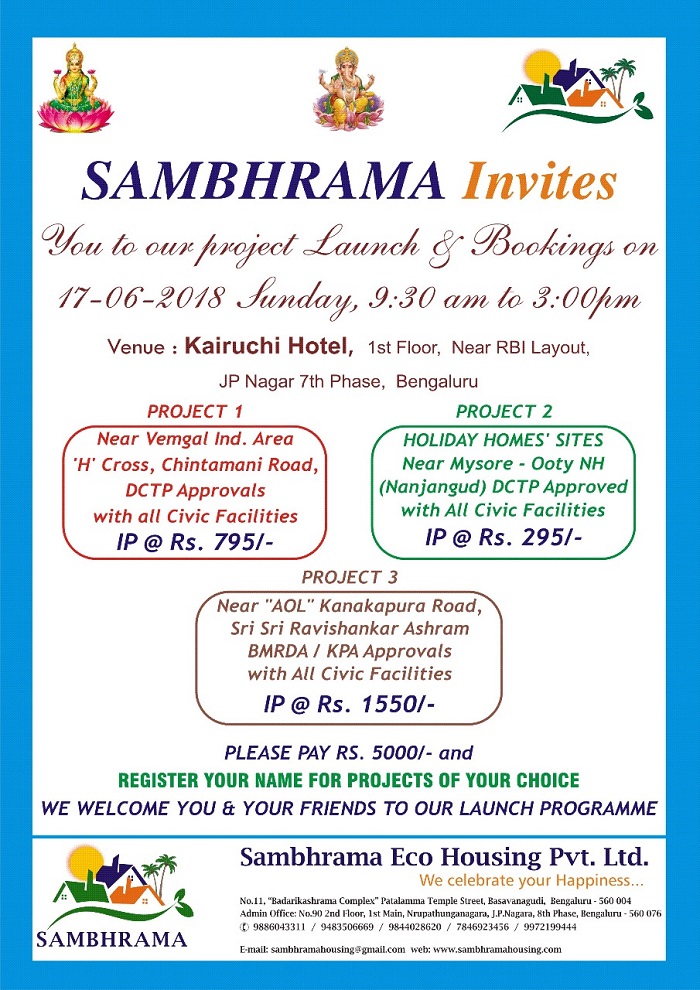 SAMBHRAMA Invites
You to our project Launch & Bookings on
17-06-2018 Sunday, 9:30 am to 3:00pm
Venue : Kairuchi Hotel, 1st Floor, Near RBI Layout,
JP Nagar 7th Phase, Bengaluru
PROJECT 1
Near Vemgal Ind. Area
'H' Cross, Chintamani Road,
DCTP Approvals
with all Civic Facilities
IP @ Rs. 795/-
PROJECT 2
HOLIDAY HOMES' SITES
Near Mysore - Ooty NH
(Nanjangud) DCTP Approved
with All Civic Facilities
IP @ Rs. 295/-
PROJECT 3
Near "AOL" Kanakapura Road,
Sri Sri Ravishankar Ashram
BMRDA / KPA Approvals
with All Civic Facilities
IP @ Rs. 1550/-
PLEASE PAY RS. 5000/- and
REGISTER YOUR NAME FOR PROJECTS OF YOUR CHOICE
WE WELCOME YOU & YOUR FRIENDS TO OUR LAUNCH PROGRAMME
SAMBHRAMA
Sambhrama Eco Housing Pvt. Ltd.
We celebrate your Happiness...
No.11, "Badarikashrama Complex" Patalamma Temple Street, Basavanagudi, Bengaluru - 560 004
Admin Office: No.90 2nd Floor, 1st Main, Nrupathunganagara, J.P.Nagara, 8th Phase, Bengaluru - 560 076
✆ 9886043311 / 9483506669 / 9844028620 / 7846923456 / 9972199444
E-mail: sambhramahousing@gmail.com web: www.sambhramahousing.com